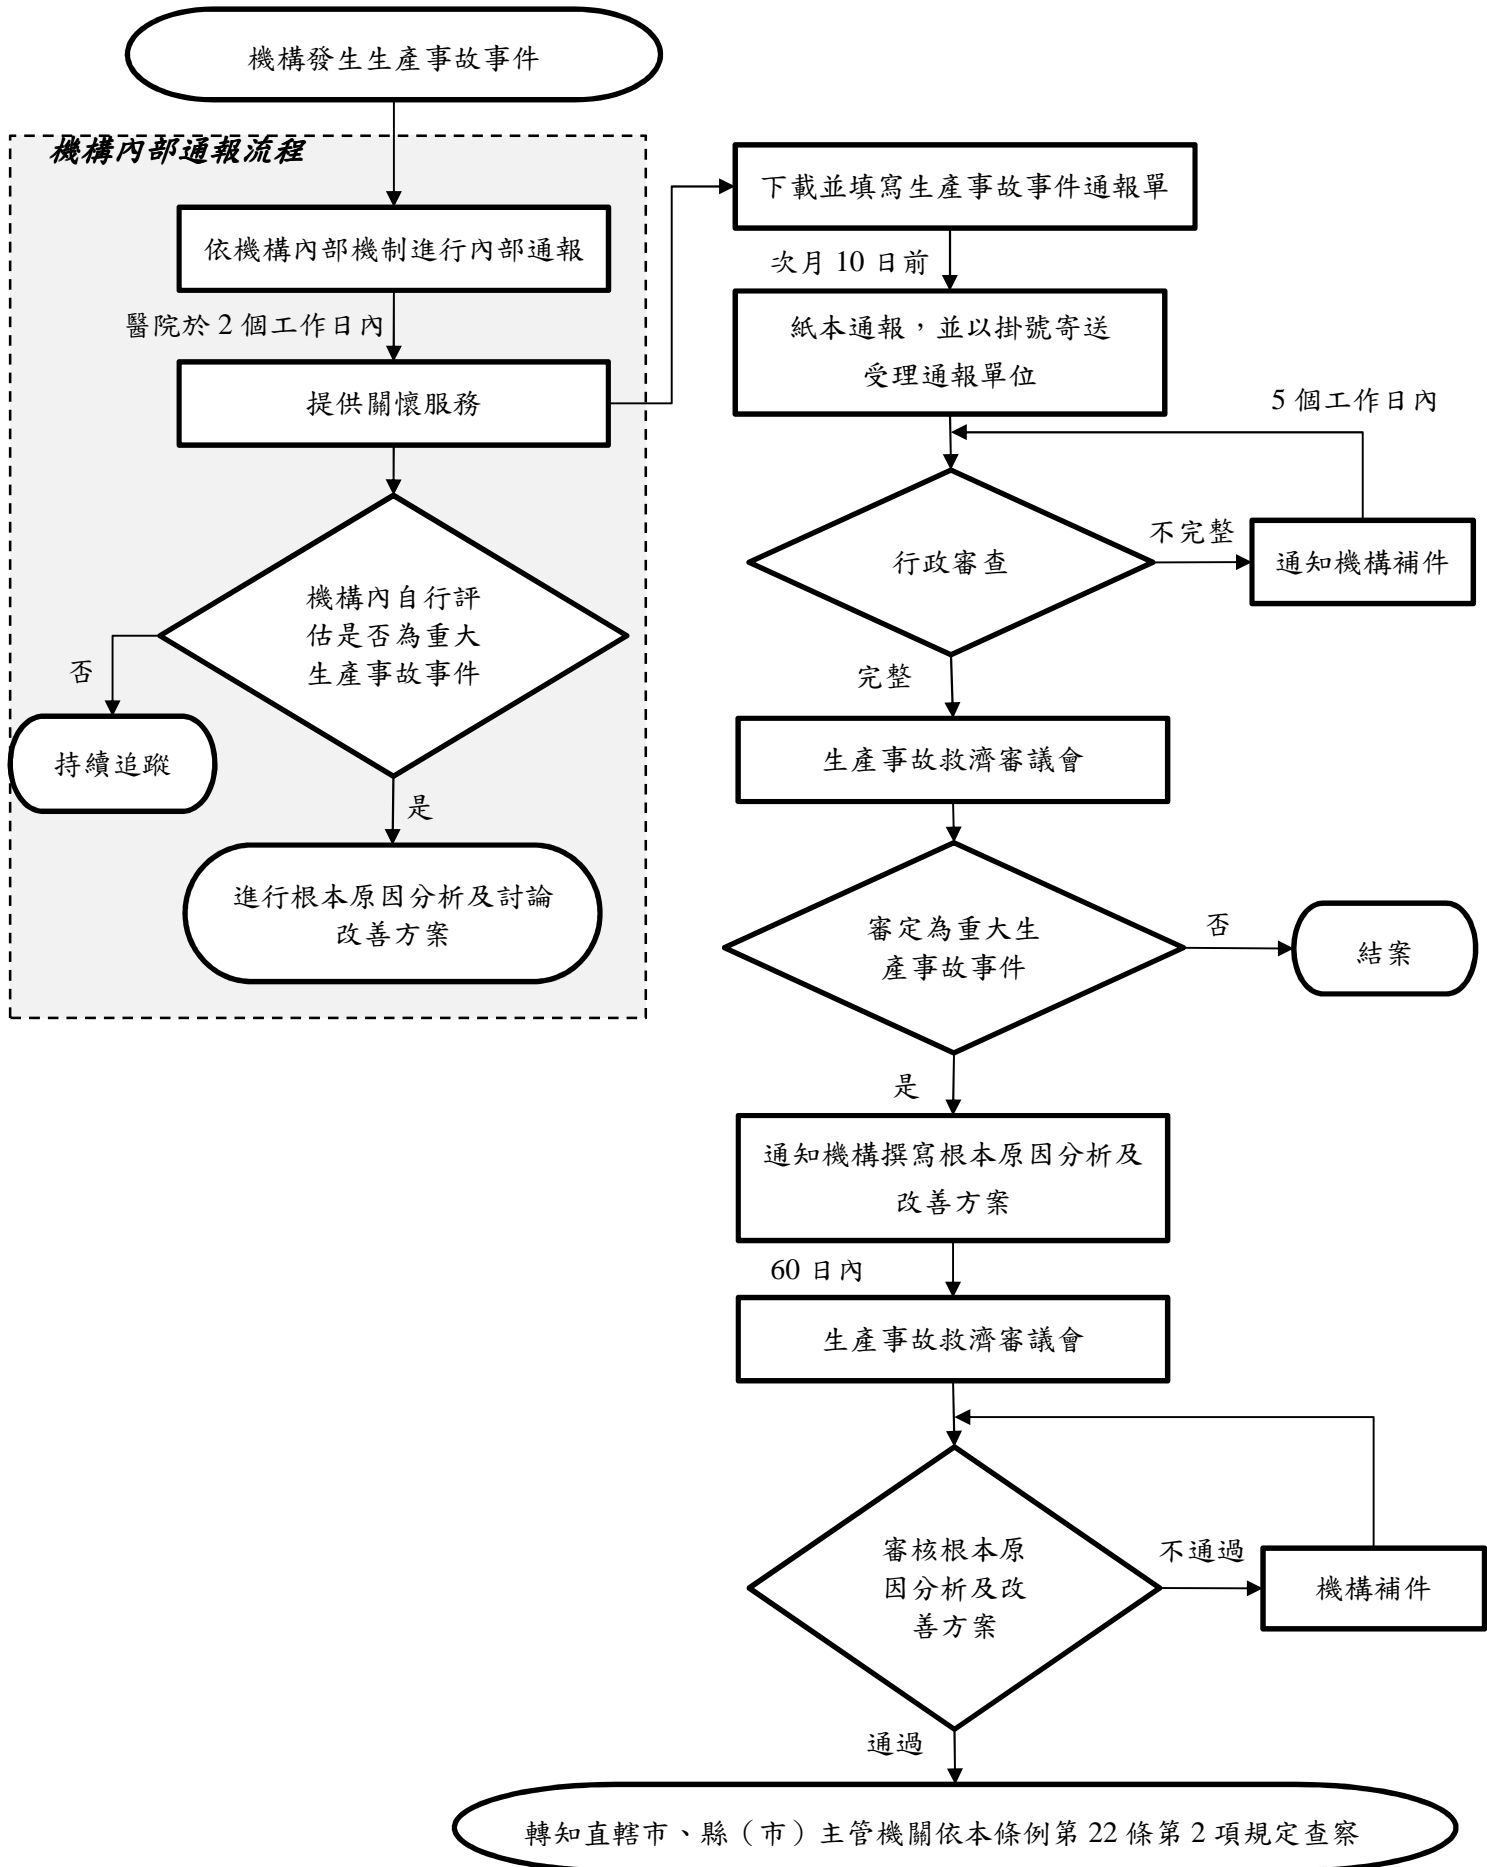 機構發生生產事故事件
機構內部通報流程
依機構內部機制進行內部通報
醫院於 2 個工作日內
提供關懷服務
機構內自行評
估是否為重大
生產事故事件
否
持續追蹤
是
進行根本原因分析及討論
改善方案
下載並填寫生產事故事件通報單
次月 10 日前
紙本通報，並以掛號寄送
受理通報單位
5 個工作日內
行政審查
不完整
通知機構補件
完整
生產事故救濟審議會
審定為重大生
產事故事件
否
結案
是
通知機構撰寫根本原因分析及
改善方案
60 日內
生產事故救濟審議會
審核根本原
因分析及改
善方案
不通過
機構補件
通過
轉知直轄市、縣（市）主管機關依本條例第 22 條第 2 項規定查察